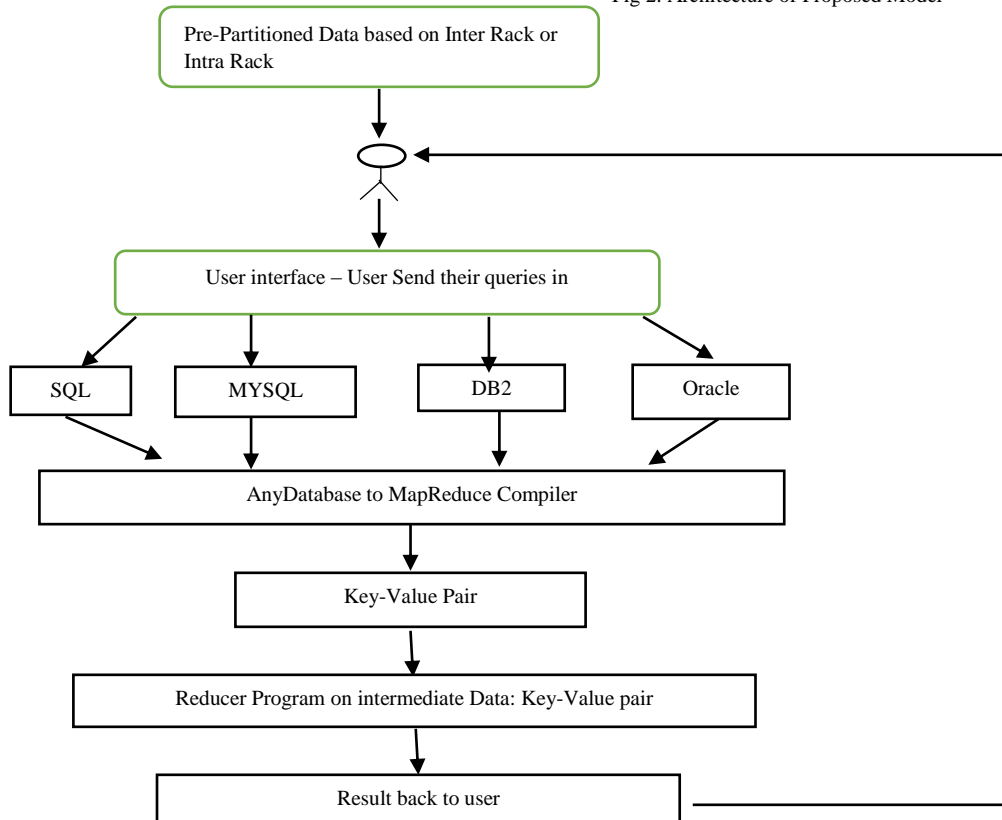 Fig 2. Architecture of Proposed Model
Pre-Partitioned Data based on Inter Rack or
Intra Rack
User interface – User Send their queries in
SQL
MYSQL
DB2
Oracle
AnyDatabase to MapReduce Compiler
Key-Value Pair
Reducer Program on intermediate Data: Key-Value pair
Result back to user